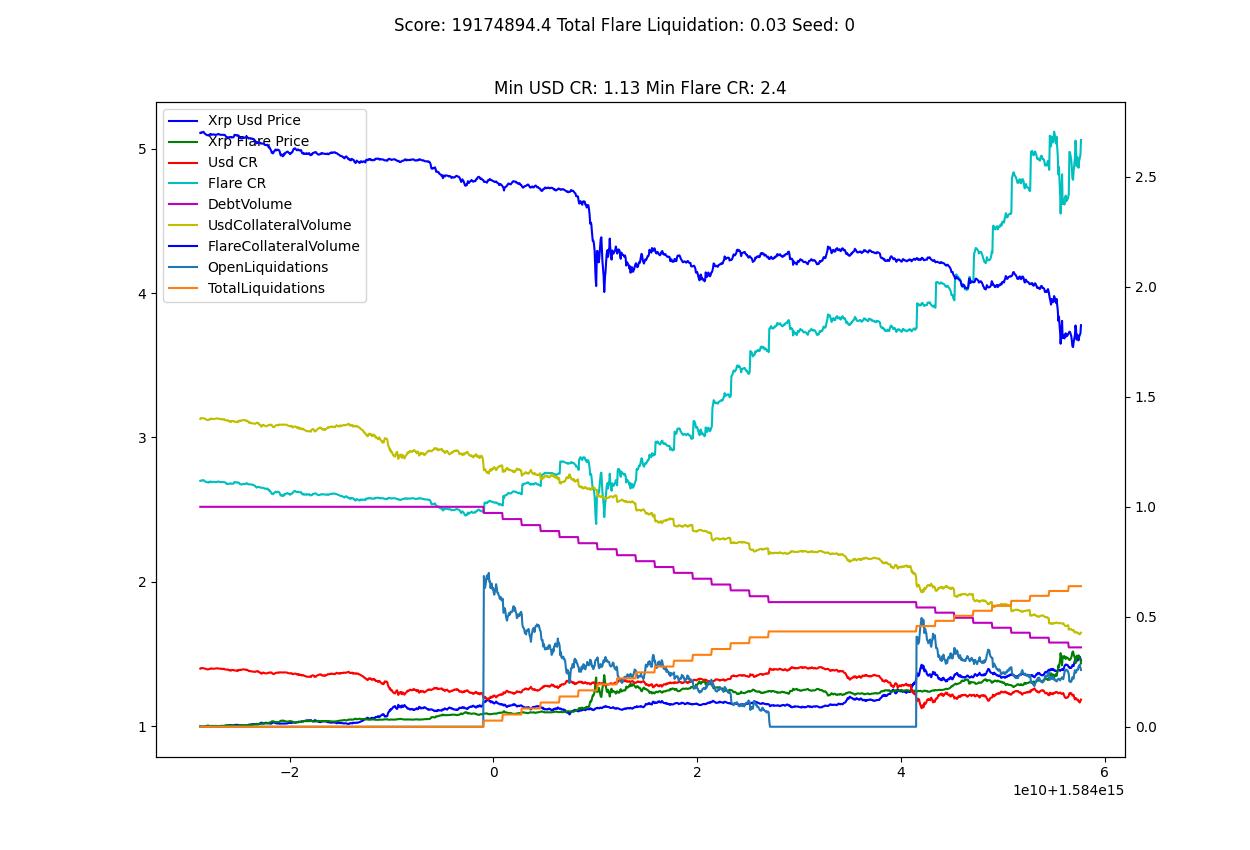 Score: 19174894.4 Total Flare Liquidation: 0.03 Seed: 0
Min USD CR: 1.13 Min Flare CR: 2.4
Xrp Usd Price
Xrp Flare Price
Usd CR
Flare CR
DebtVolume
UsdCollateralVolume
FlareCollateralVolume
OpenLiquidations
TotalLiquidations
5
4
3
2
1
2.5
2.0
1.5
1.0
0.5
0.0
−2
0
2
4
6
1e10+1.584e15